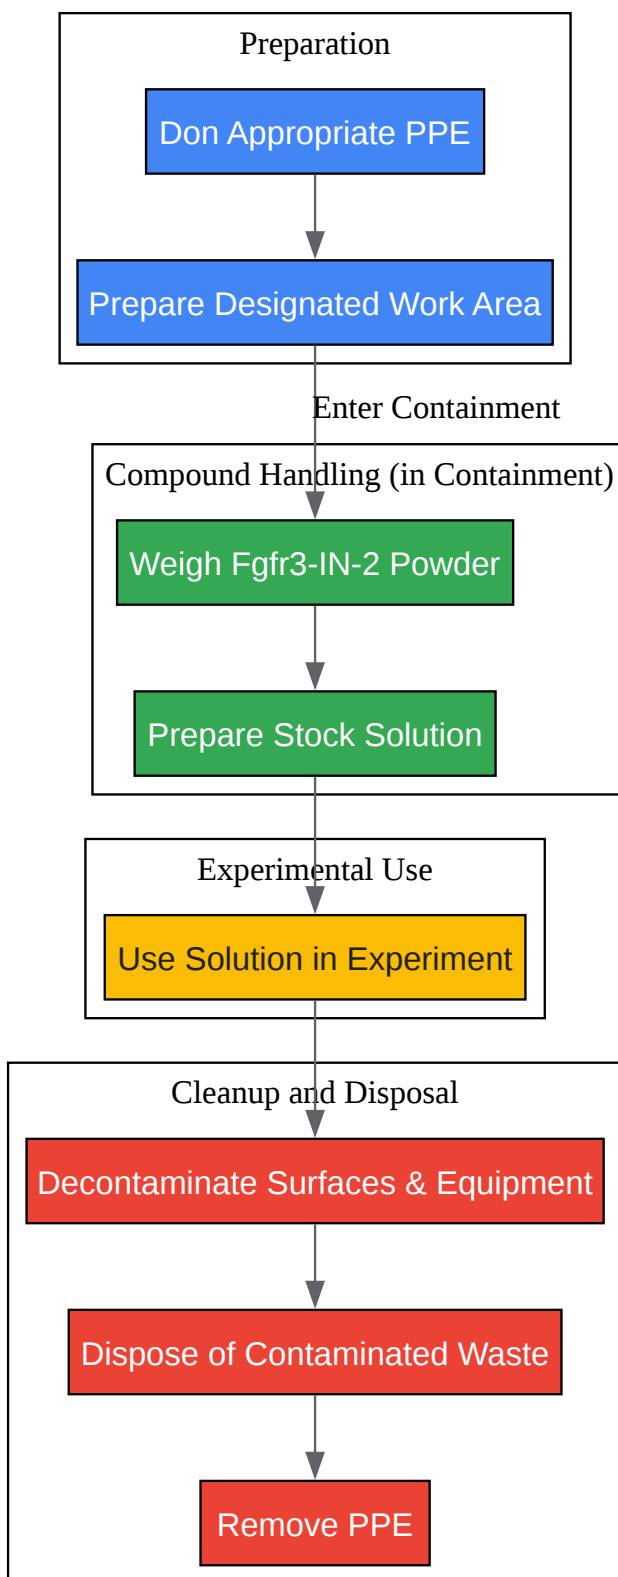 Preparation
Don Appropriate PPE
Prepare Designated Work Area
Enter Containment
Compound Handling (in Containment)
Weigh Fgfr3-IN-2 Powder
Prepare Stock Solution
Experimental Use
Use Solution in Experiment
Cleanup and Disposal
Decontaminate Surfaces & Equipment
Dispose of Contaminated Waste
Remove PPE